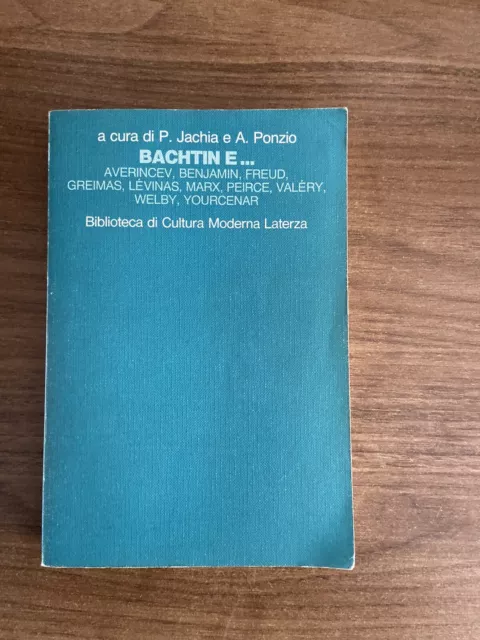 a cura di P. Jachia e A. Ponzio
BACHTIN E...
AVERINCEV, BENJAMIN, FREUD,
GREIMAS, LÉVINAS, MARX, PEIRCE, VALÈRY,
WELBY, YOURCENAR
Biblioteca di Cultura Moderna Laterza